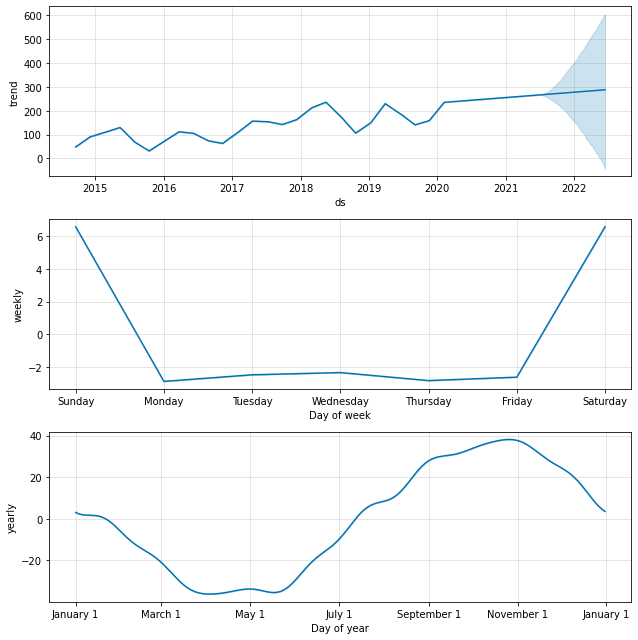 600
500
400
300
200
100
0
trend
2015 2016 2017 2018 2019 2020 2021 2022
ds
6
4
2
0
−2
weekly
Sunday Monday Tuesday Wednesday Thursday Friday Saturday
Day of week
40
20
0
−20
yearly
January 1 March 1 May 1 July 1 September 1 November 1 January 1
Day of year